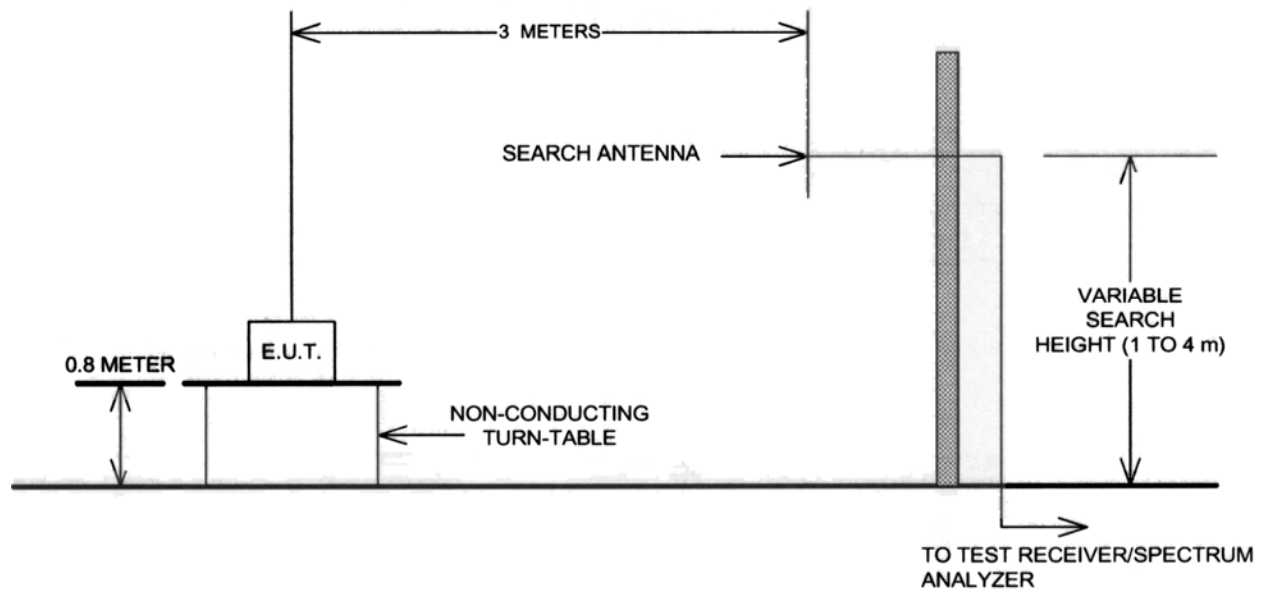 3 METERS
SEARCH ANTENNA
E.U.T.
0.8 METER
NON-CONDUCTING
TURN-TABLE
VARIABLE
SEARCH
HEIGHT (1 TO 4 m)
TO TEST RECEIVER/SPECTRUM
ANALYZER